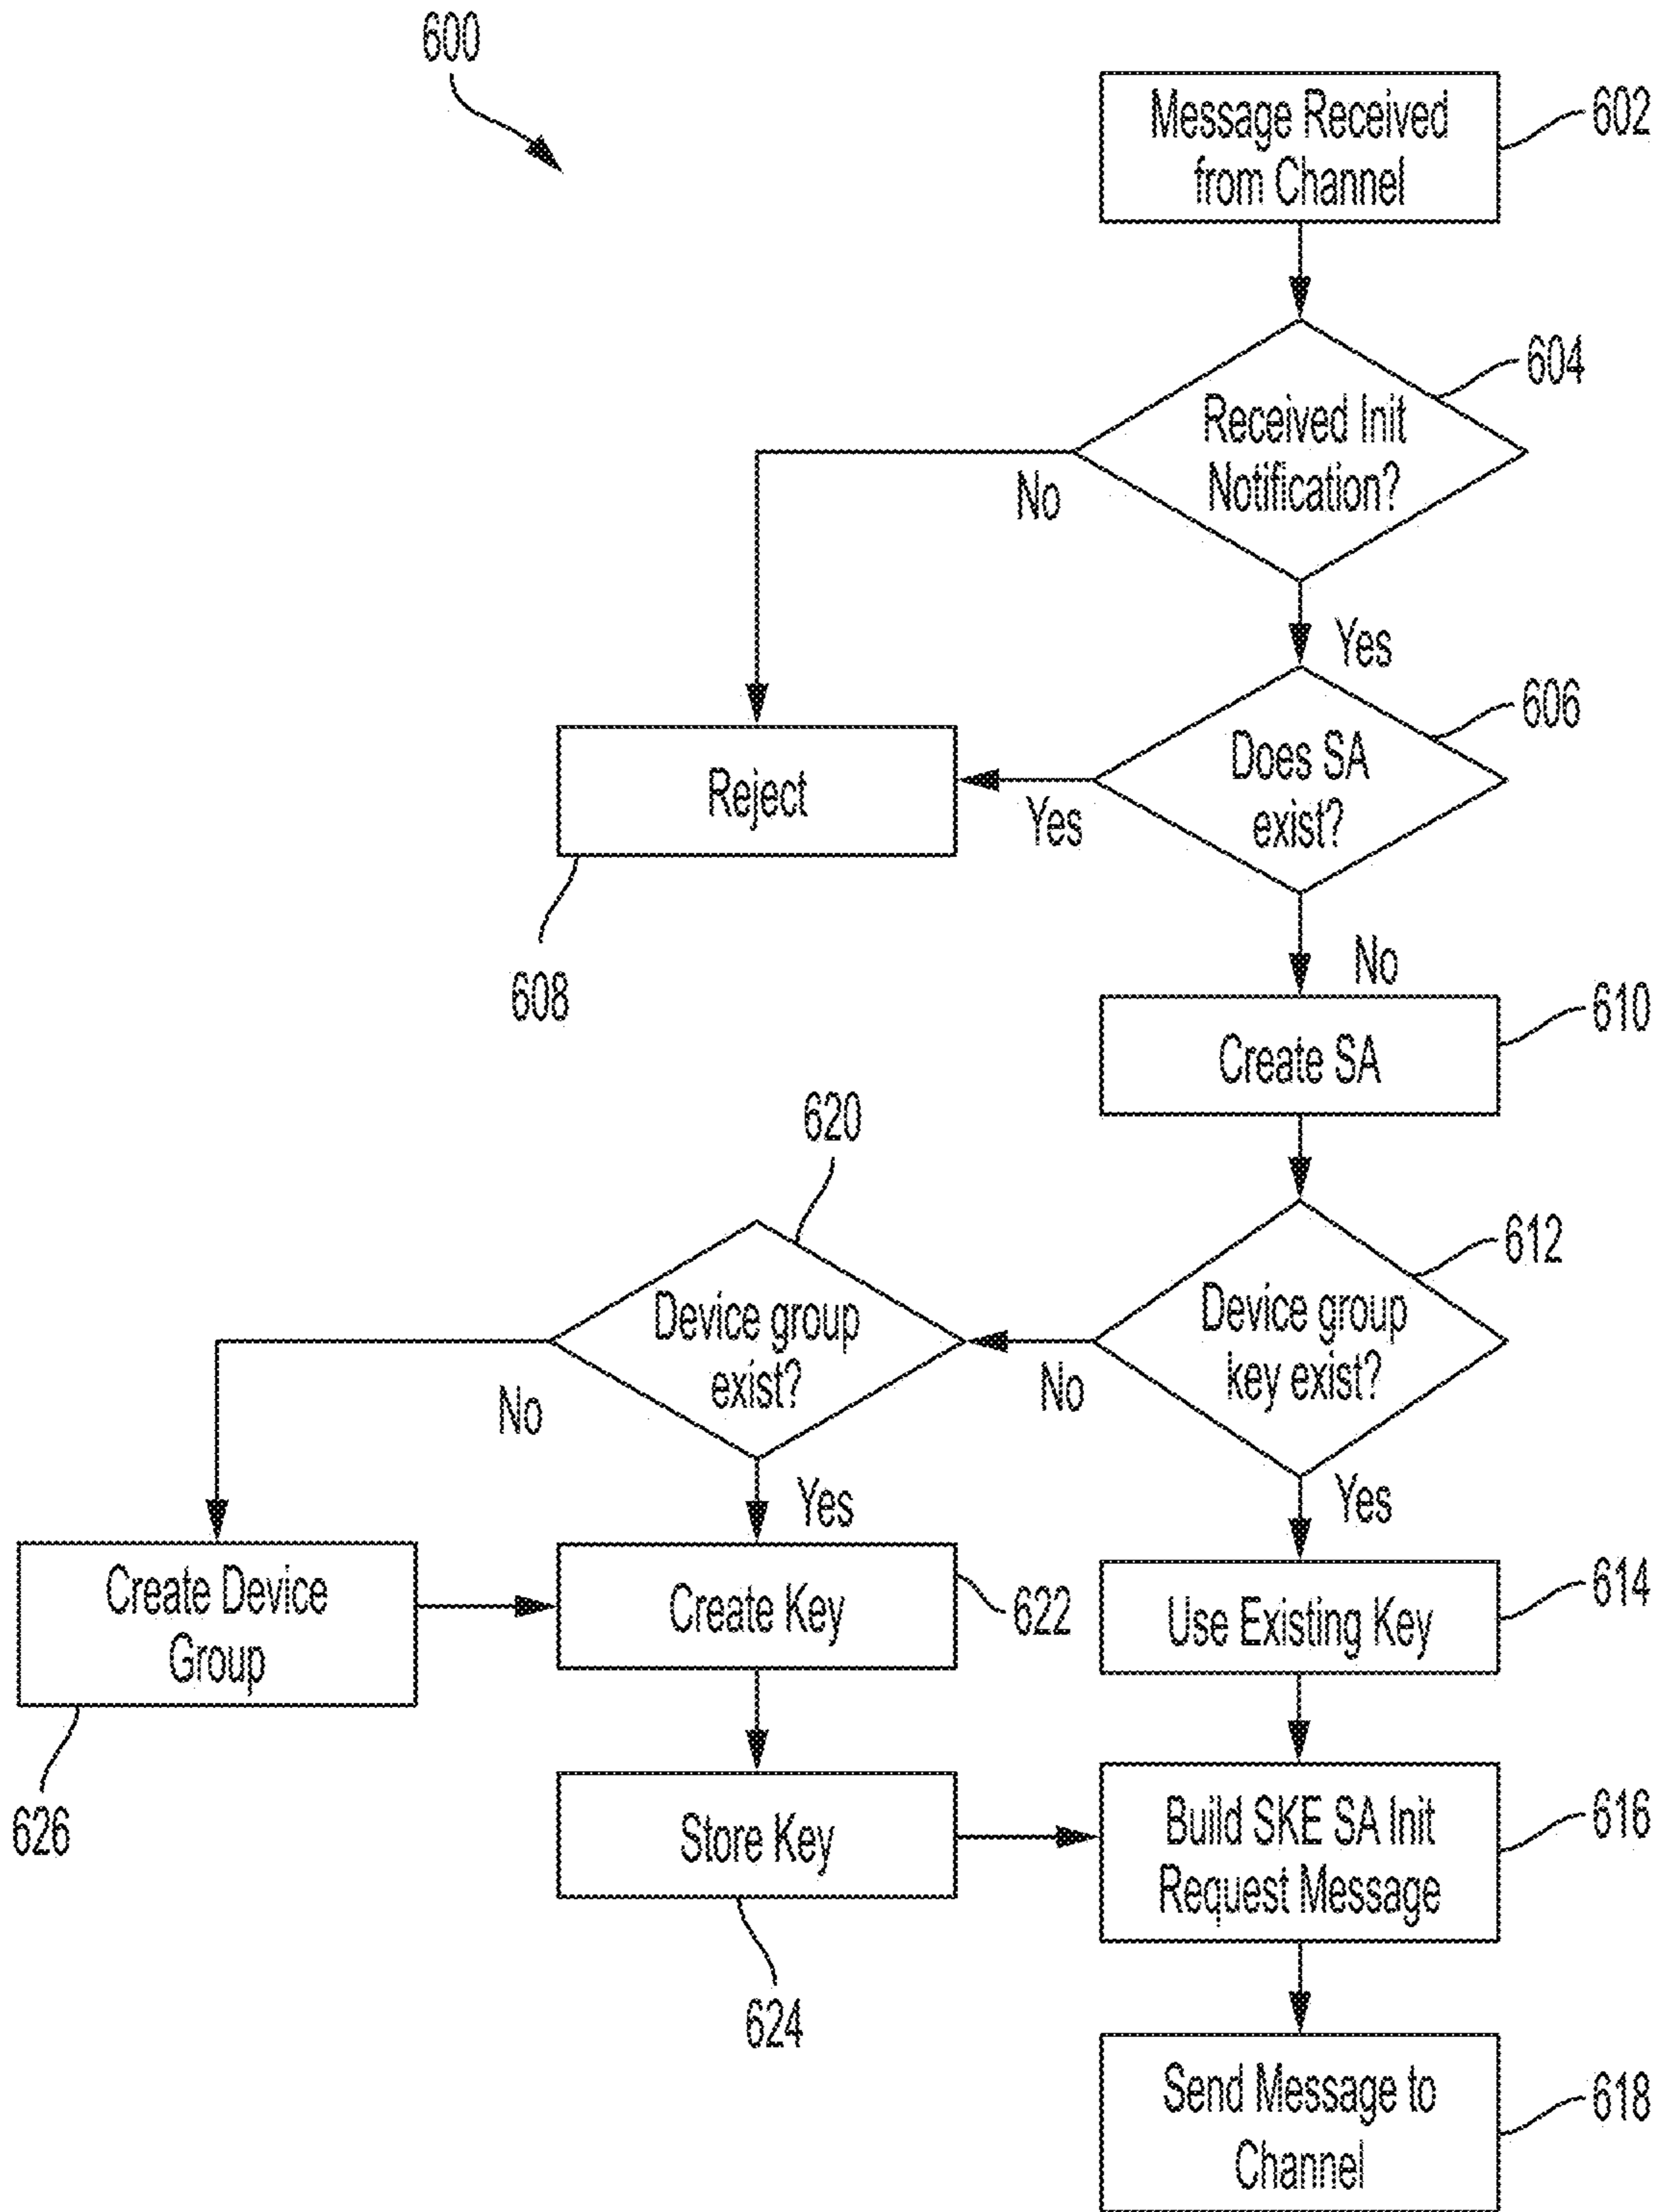 600
Message Received
from Channel
602
604
Received Init
Notification?
No
Yes
606
Does SA
exist?
Reject
Yes
608
No
610
Create SA
620
612
Device group
exist?
Device group
key exist?
No
No
Yes
Yes
Create Device
Group
Create Key
622
Use Existing Key
614
626
Store Key
Build SKE SA Init
Request Message
616
624
Send Message to
Channel
618